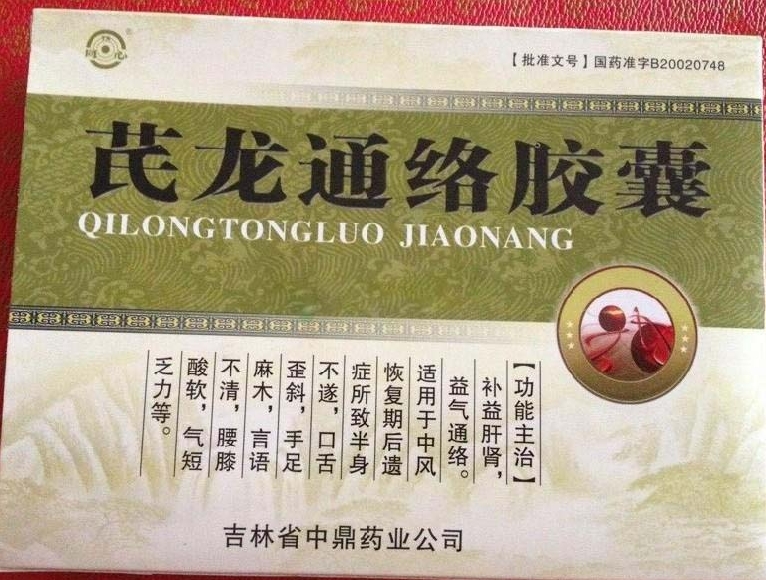 同心
®
【批准文号】国药准字B20020748
芪龙通络胶囊
QILONGTONGLUO JIAONANG
【功能主治】
补益肝肾，
益气通络。
适用于中风
恢复期后遗
症所致半身
不遂，口舌
歪斜，手足
麻木，言语
不清，腰膝
酸软，气短
乏力等。
吉林省中鼎药业公司